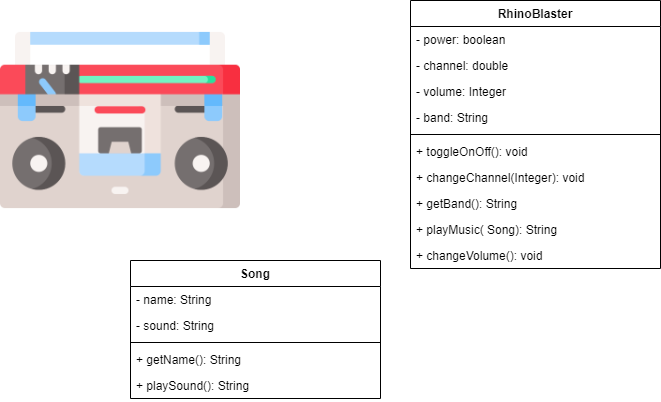 RhinoBlaster
- power: boolean
- channel: double
- volume: Integer
- band: String
+ toggleOnOff(): void
+ changeChannel(Integer): void
+ getBand(): String
+ playMusic( Song): String
+ changeVolume(): void
Song
- name: String
- sound: String
+ getName(): String
+ playSound(): String